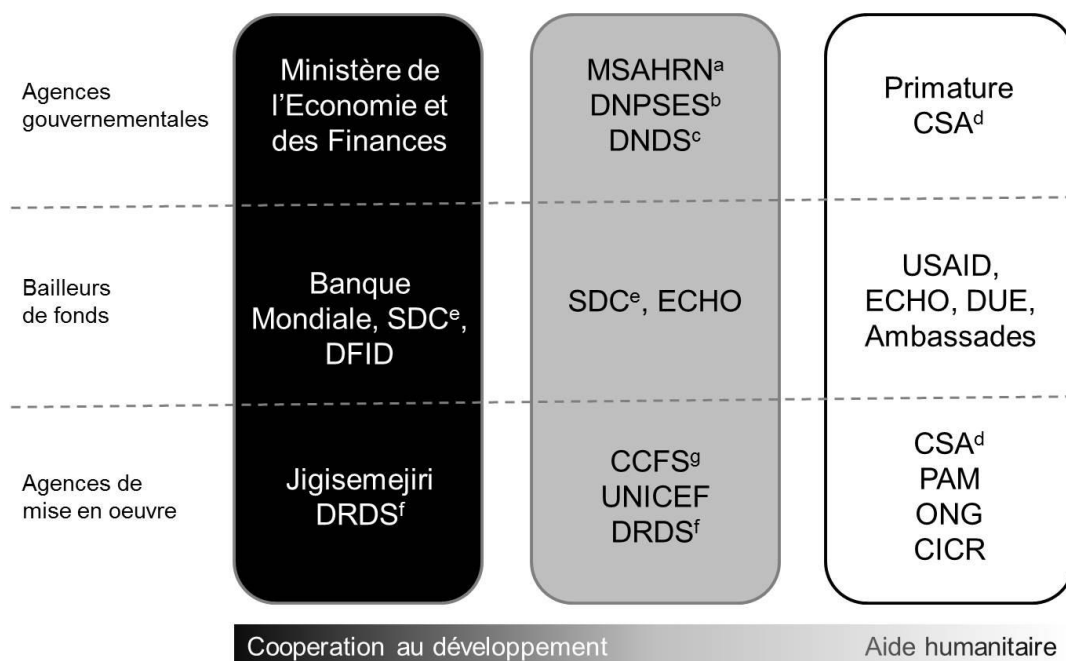 Agences
gouvernementales
Ministère de
l'Economie et
des Finances
MSAHRNᵃ
DNPSESᵇ
DNDSᶜ
Primature
CSAᵈ
Bailleurs
de fonds
Banque
Mondiale, SDCᵉ,
DFID
SDCᵉ, ECHO
USAID,
ECHO, DUE,
Ambassades
Agences de
mise en oeuvre
Jigisemejiri
DRDSᶠ
CCFSᵍ
UNICEF
DRDSᶠ
CSAᵈ
PAM
ONG
CICR
Cooperation au développement
Aide humanitaire